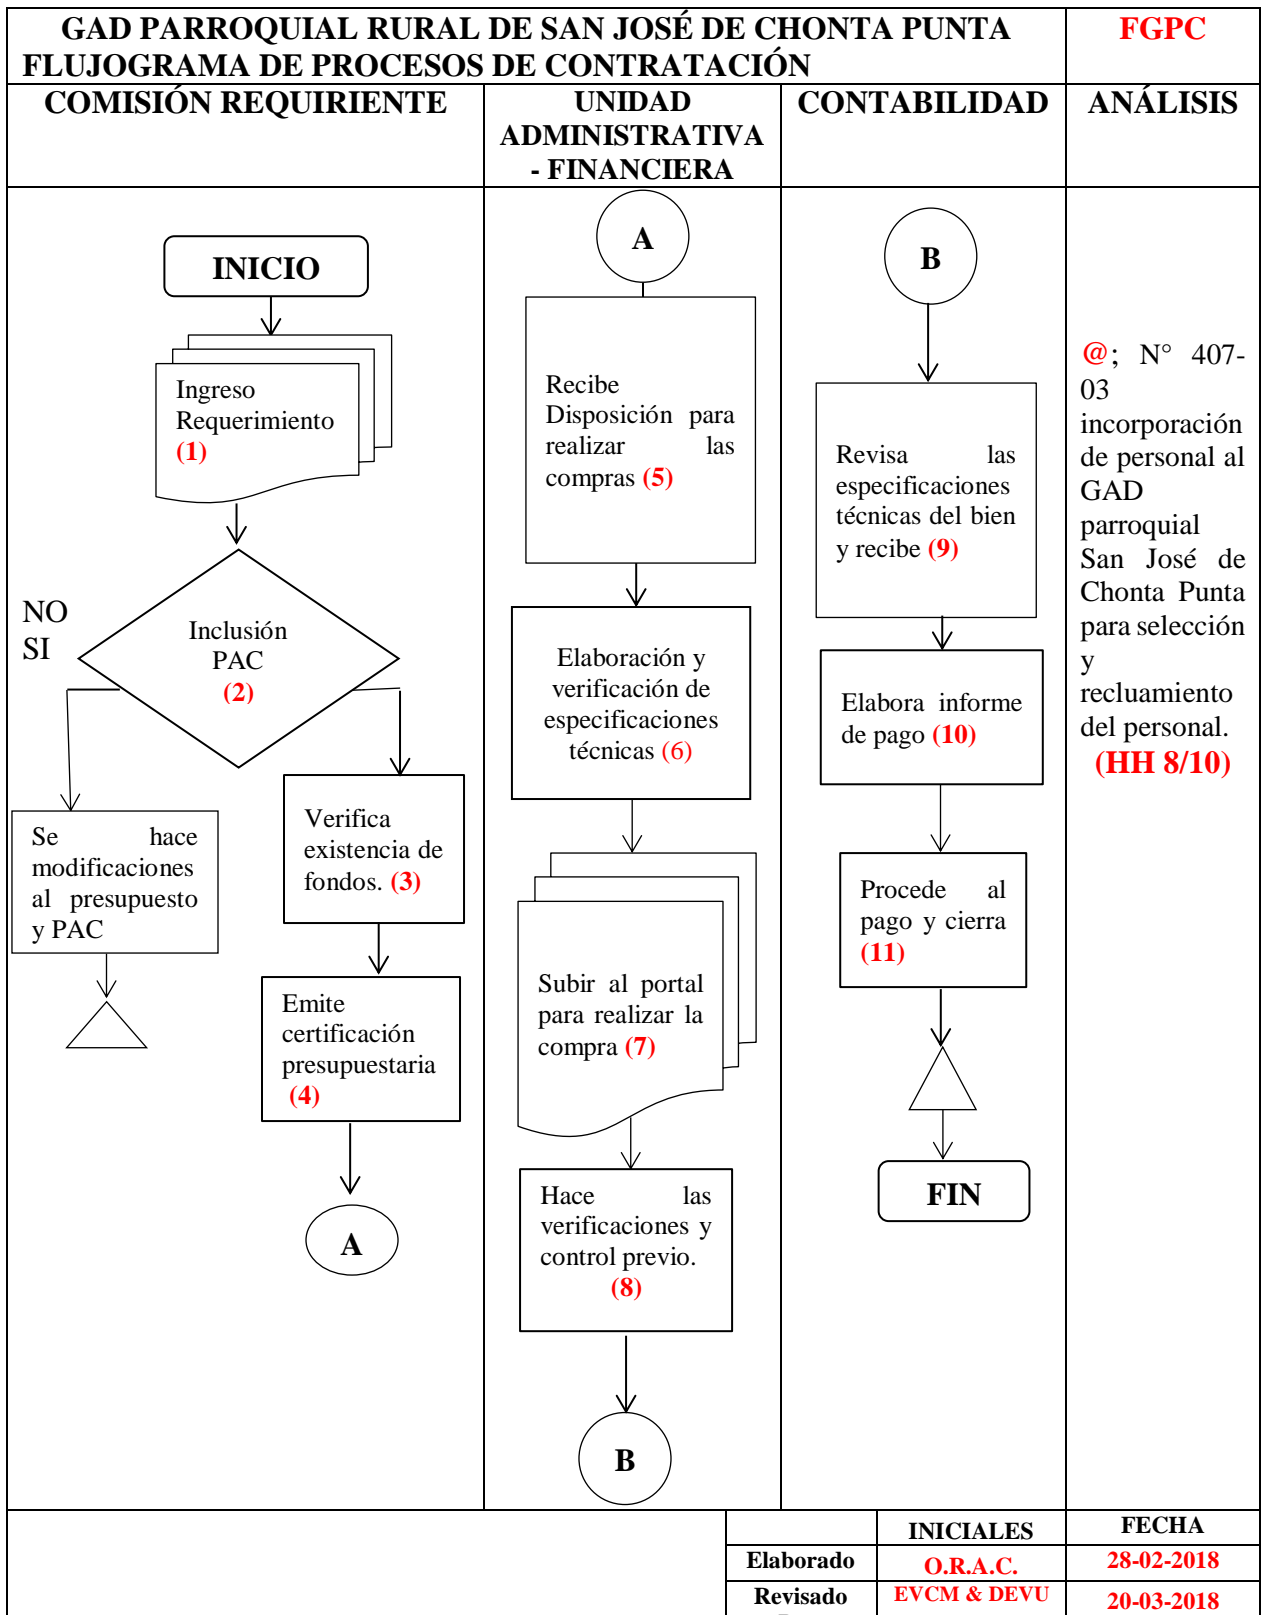 GAD PARROQUIAL RURAL DE SAN JOSÉ DE CHONTA PUNTA
FLUJOGRAMA DE PROCESOS DE CONTRATACIÓN
FGPC
COMISIÓN REQUIRIENTE
UNIDAD
ADMINISTRATIVA
- FINANCIERA
CONTABILIDAD
ANÁLISIS
INICIO
Ingreso
Requerimiento
(1)
NO
SI
Inclusión
PAC
(2)
Se hace
modificaciones
al presupuesto
y PAC
Verifica
existencia de
fondos. (3)
Emite
certificación
presupuestaria
(4)
A
A
Recibe
Disposición para
realizar las
compras (5)
Elaboración y
verificación de
especificaciones
técnicas (6)
Subir al portal
para realizar la
compra (7)
Hace las
verificaciones y
control previo.
(8)
B
B
Revisa las
especificaciones
técnicas del bien
y recibe (9)
Elabora informe
de pago (10)
Procede al
pago y cierra
(11)
FIN
@; N° 407-
03
incorporación
de personal al
GAD
parroquial
San José de
Chonta Punta
para selección
y
recluamiento
del personal.
(HH 8/10)
INICIALES FECHA
Elaborado O.R.A.C. 28-02-2018
Revisado EVCM & DEVU 20-03-2018